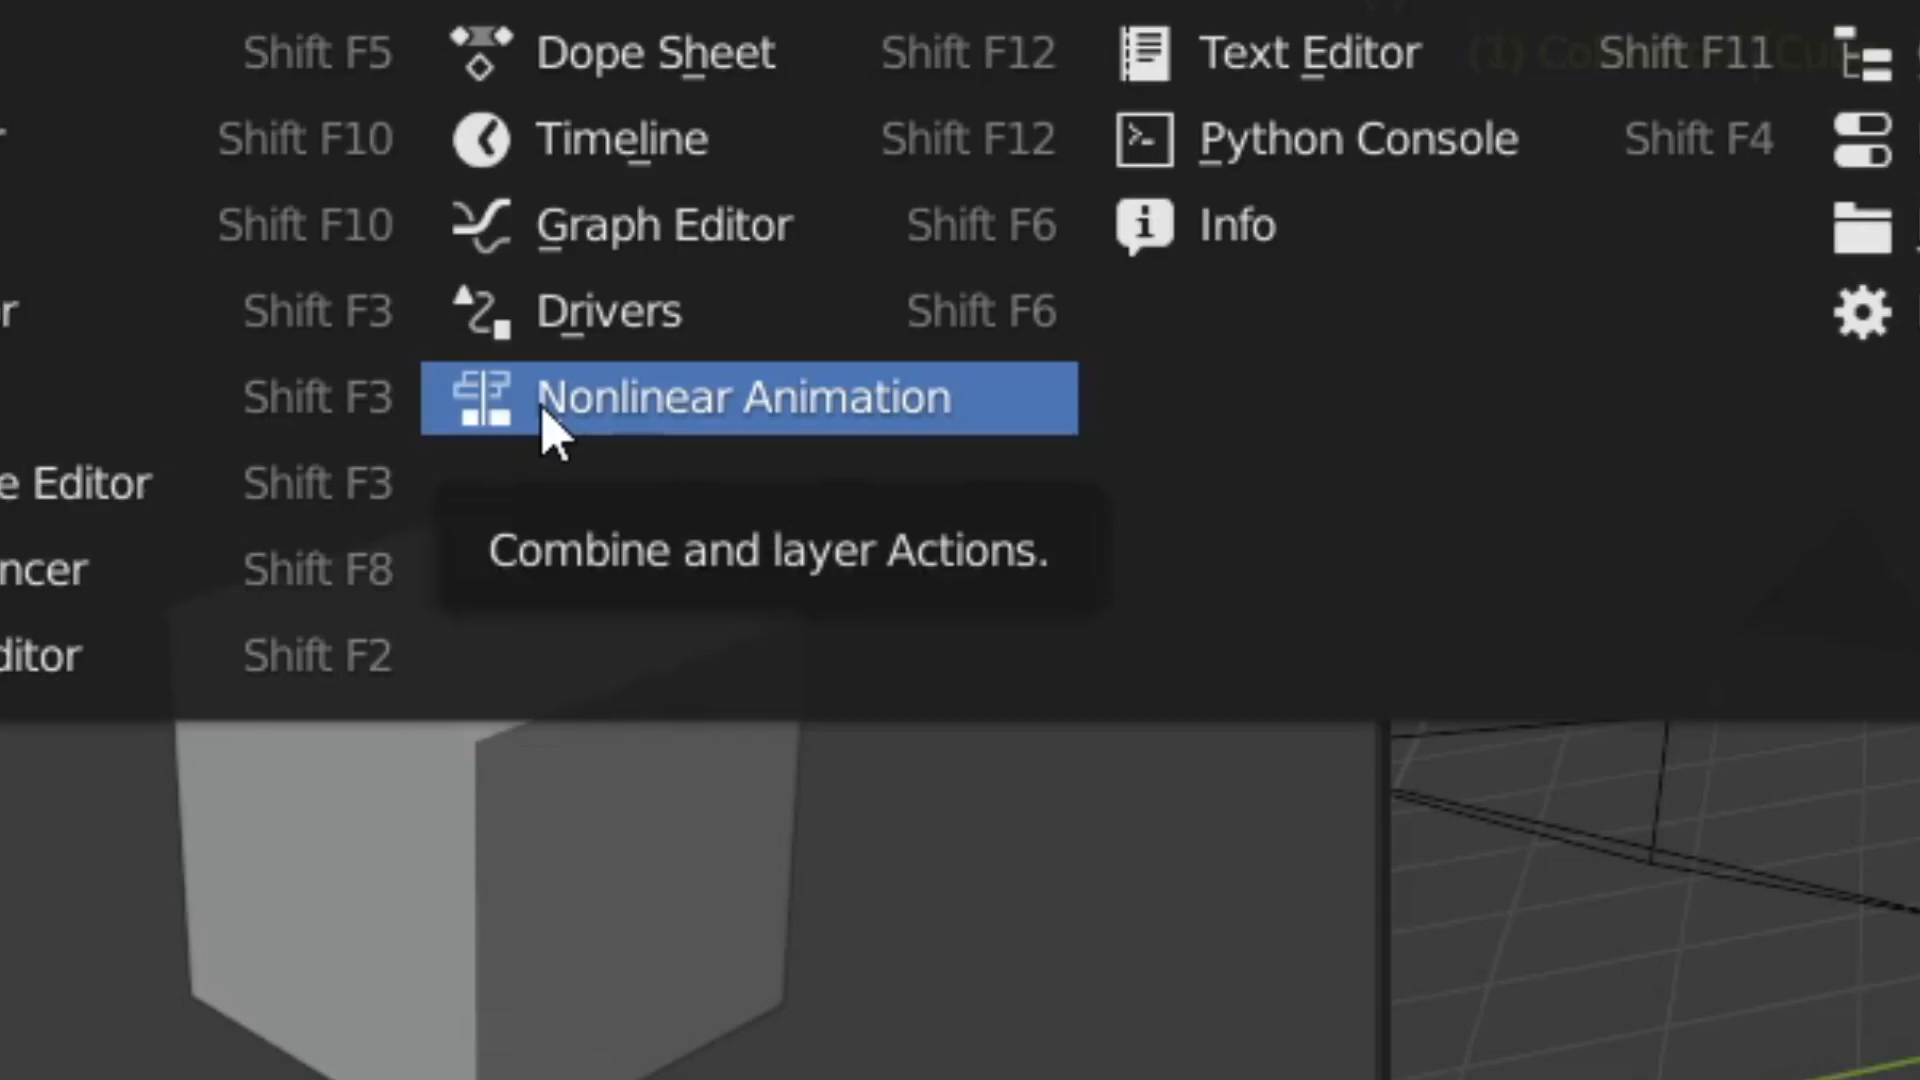 Shift F5
Shift F10
Shift F10
r Shift F3
Shift F3
e Editor Shift F3
ncer Shift F8
ditor Shift F2
Dope Sheet Shift F12
Timeline Shift F12
Graph Editor Shift F6
Drivers Shift F6
Nonlinear Animation
Combine and layer Actions.
Text Editor Shift F11
Python Console Shift F4
Info